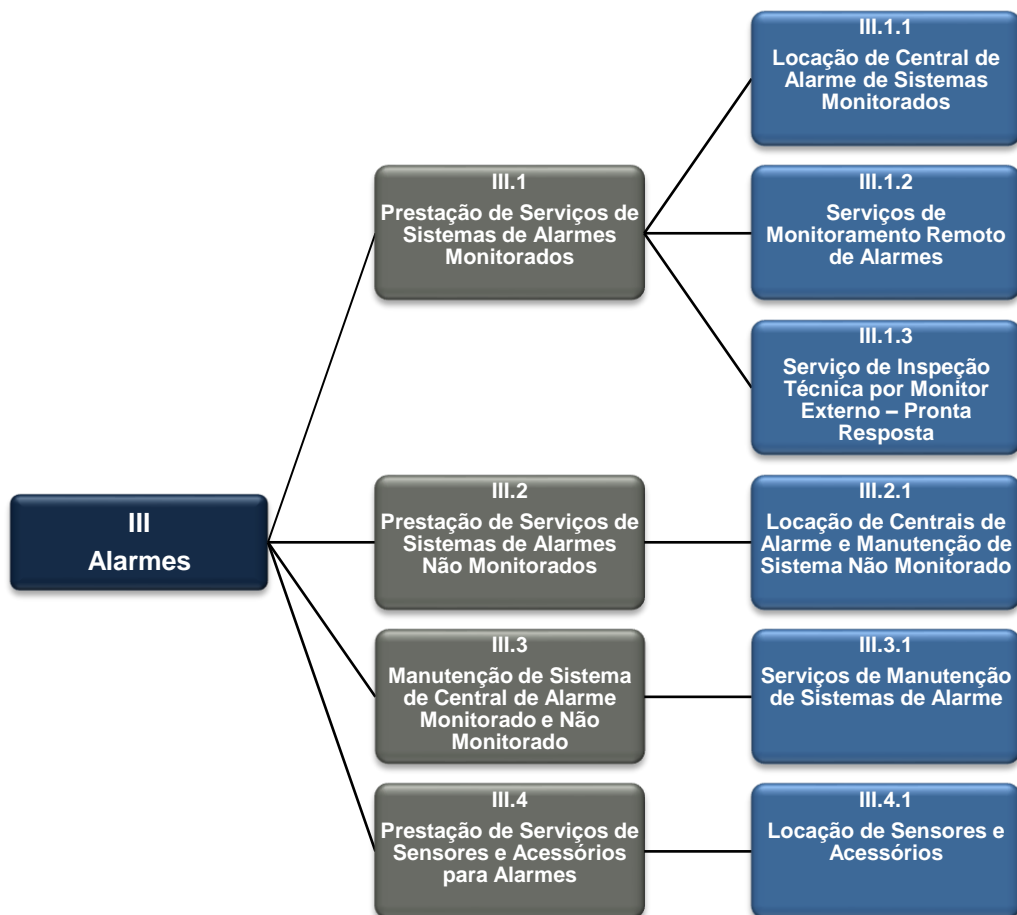 III
Alarmes
III.1
Prestação de Serviços de
Sistemas de Alarmes
Monitorados
III.1.1
Locação de Central de
Alarme de Sistemas
Monitorados
III.1.2
Serviços de
Monitoramento Remoto
de Alarmes
III.1.3
Serviço de Inspeção
Técnica por Monitor
Externo – Pronta
Resposta
III.2
Prestação de Serviços de
Sistemas de Alarmes
Não Monitorados
III.2.1
Locação de Centrais de
Alarme e Manutenção de
Sistema Não Monitorado
III.3
Manutenção de Sistema
de Central de Alarme
Monitorado e Não
Monitorado
III.3.1
Serviços de Manutenção
de Sistemas de Alarme
III.4
Prestação de Serviços de
Sensores e Acessórios
para Alarmes
III.4.1
Locação de Sensores e
Acessórios